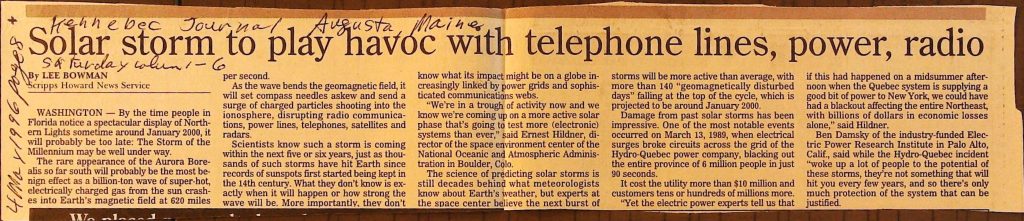 Kennebec Journal Augusta, Maine
Solar storm to play havoc with telephone lines, power, radio
Saturday column 1-6
By LEE BOWMAN
Scripps Howard News Service
WASHINGTON — By the time people in
Florida notice a spectacular display of North-
ern Lights sometime around January 2000, it
will probably be too late: The Storm of the
Millennium may be well under way.
The rare appearance of the Aurora Bore-
alis so far south will probably be the most be-
nign effect as a billion-ton wave of super-hot,
electrically charged gas from the sun crash-
es into Earth's magnetic field at 620 miles
per second.
As the wave bends the geomagnetic field, it
will set compass needles askew and send a
surge of charged particles shooting into the
ionosphere, disrupting radio communica-
tions, power lines, telephones, satellites and
radars.
Scientists know such a storm is coming
within the next five or six years, just as thou-
sands of such storms have hit Earth since
records of sunspots first started being kept in
the 14th century. What they don't know is ex-
actly when it will happen or how strong the
wave will be. More importantly, they don't
know what its impact might be on a globe in-
creasingly linked by power grids and sophis-
ticated communications webs.
"We're in a trough of activity now and we
know we're coming up on a more active solar
phase that's going to test more (electronic)
systems than ever," said Ernest Hildner, di-
rector of the space environment center of the
National Oceanic and Atmospheric Adminis-
tration in Boulder, Colo.
The science of predicting solar storms is
still decades behind what meteorologists
know about Earth's weather, but experts at
the space center believe the next burst of
storms will be more active than average, with
more than 140 "geomagnetically disturbed
days" falling at the top of the cycle, which is
projected to be around January 2000.
Damage from past solar storms has been
impressive. One of the most notable events
occurred on March 13, 1989, when electrical
surges broke circuits across the grid of the
Hydro-Quebec power company, blacking out
the entire province of 6 million people in just
90 seconds.
It cost the utility more than $10 million and
customers tens or hundreds of millions more.
"Yet the electric power experts tell us that
if this had happened on a midsummer after-
noon when the Quebec system is supplying a
good bit of power to New York, we could have
had a blackout affecting the entire Northeast,
with billions of dollars in economic losses
alone," said Hildner.
Ben Damsky of the industry-funded Elec-
tric Power Research Institute in Palo Alto,
Calif., said while the Hydro-Quebec incident
"woke up a lot of people to the potential of
these storms, they're not something that will
hit you every few years, and so there's only
much protection of the system that can be
justified.
1996 page 8
We placed